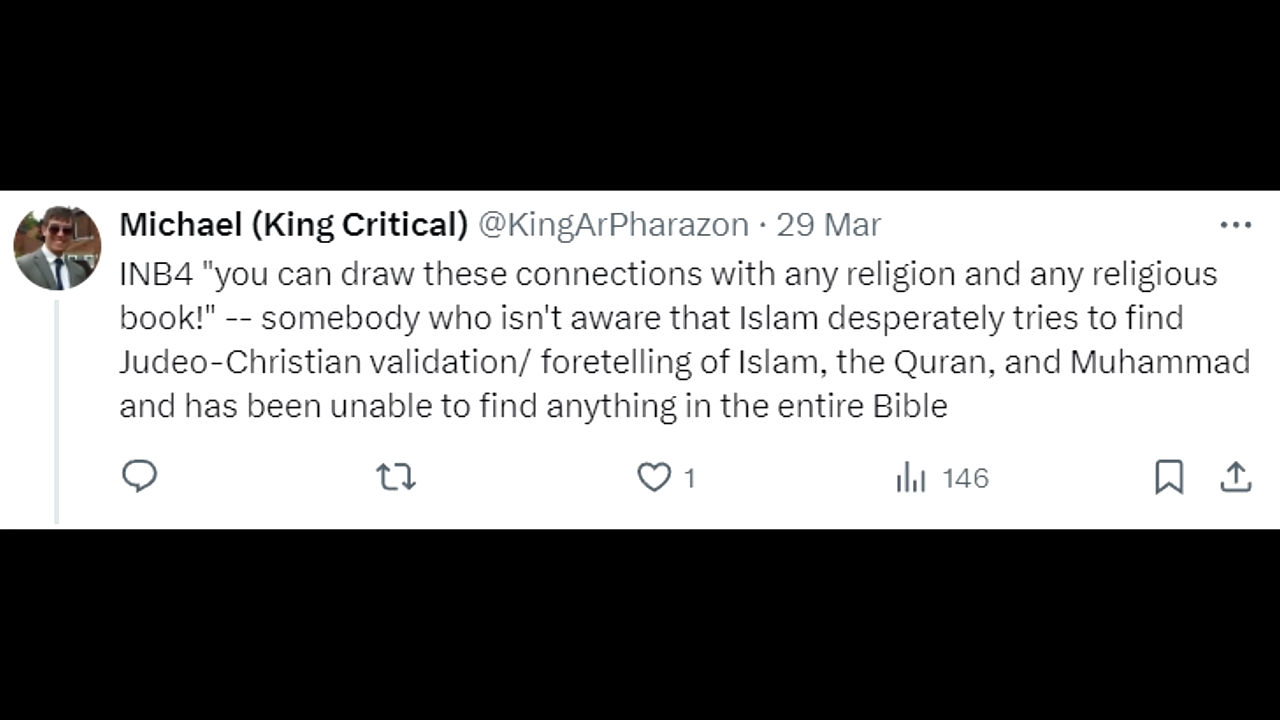 Michael (King Critical) @KingArPharazon · 29 Mar
INB4 "you can draw these connections with any religion and any religious
book!" -- somebody who isn't aware that Islam desperately tries to find
Judeo-Christian validation/ foretelling of Islam, the Quran, and Muhammad
and has been unable to find anything in the entire Bible
1 146